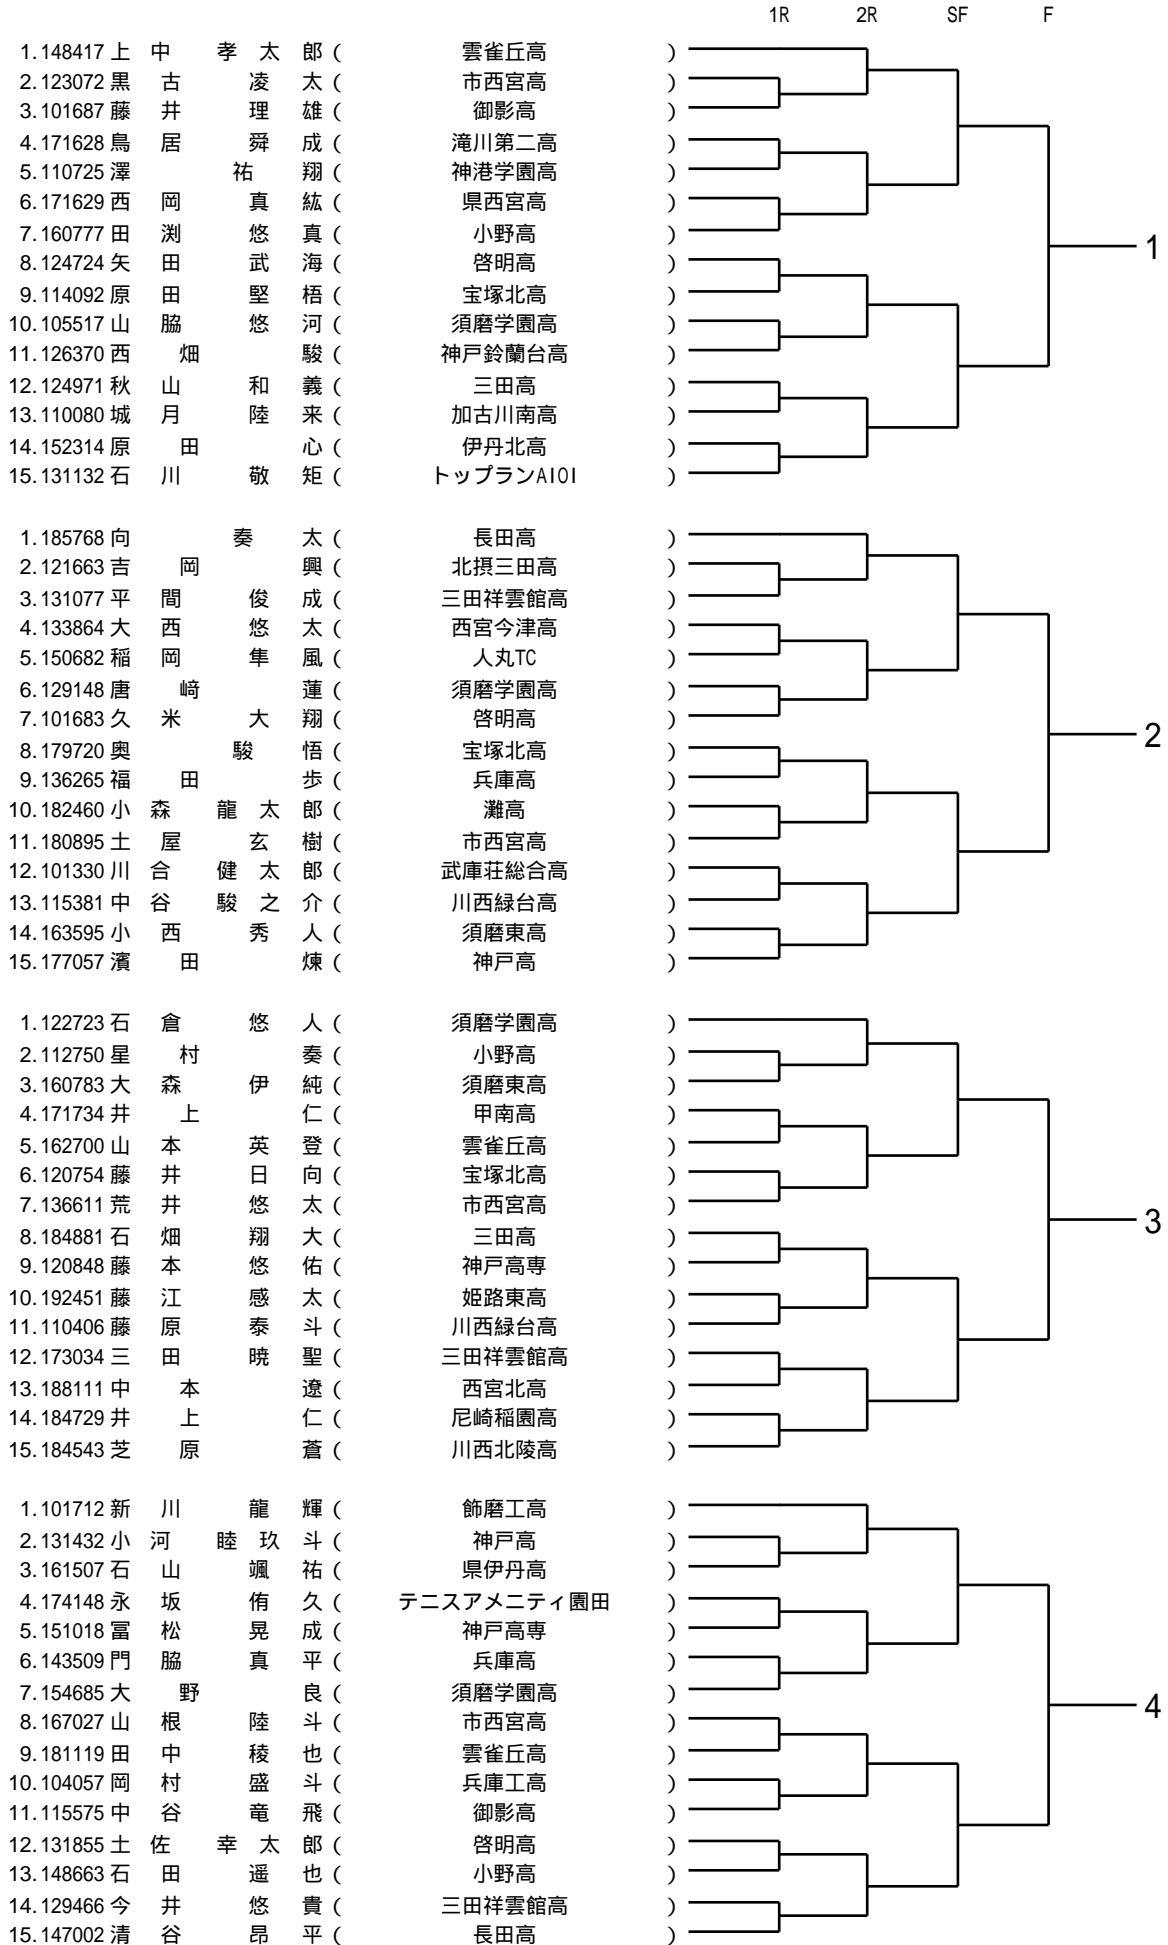 1R 2R SF F
1.148417 上中 孝太郎 ( 雲雀丘高 )
2.123072 黒古 凌太 ( 市西宮高 )
3.101687 藤井 理雄 ( 御影高 )
4.171628 鳥居 舜成 ( 滝川第二高 )
5.110725 澤 祐翔 ( 神港学園高 )
6.171629 西岡 真紘 ( 県西宮高 )
7.160777 田渕 悠真 ( 小野高 )
8.124724 矢田 武海 ( 啓明高 )
9.114092 原田 堅梧 ( 宝塚北高 )
10.105517 山脇 悠河 ( 須磨学園高 )
11.126370 西畑 駿 ( 神戸鈴蘭台高 )
12.124971 秋山 和義 ( 三田高 )
13.110080 城月 陸来 ( 加古川南高 )
14.152314 原田 心 ( 伊丹北高 )
15.131132 石川 敬矩 ( トップランAIOI )
1
1.185768 向 奏太 ( 長田高 )
2.121663 吉岡 興 ( 北摂三田高 )
3.131077 平間 俊成 ( 三田祥雲館高 )
4.133864 大西 悠太 ( 西宮今津高 )
5.150682 稲岡 隼風 ( 人丸TC )
6.129148 唐﨑 蓮 ( 須磨学園高 )
7.101683 久米 大翔 ( 啓明高 )
8.179720 奥 駿悟 ( 宝塚北高 )
9.136265 福田 歩 ( 兵庫高 )
10.182460 小森 龍太郎 ( 灘高 )
11.180895 土屋 玄樹 ( 市西宮高 )
12.101330 川合 健太郎 ( 武庫荘総合高 )
13.115381 中谷 駿之介 ( 川西緑台高 )
14.163595 小西 秀人 ( 須磨東高 )
15.177057 濱田 煉 ( 神戸高 )
2
1.122723 石倉 悠人 ( 須磨学園高 )
2.112750 星村 奏 ( 小野高 )
3.160783 大森 伊純 ( 須磨東高 )
4.171734 井上 仁 ( 甲南高 )
5.162700 山本 英登 ( 雲雀丘高 )
6.120754 藤井 日向 ( 宝塚北高 )
7.136611 荒井 悠太 ( 市西宮高 )
8.184881 石畑 翔大 ( 三田高 )
9.120848 藤本 悠佑 ( 神戸高専 )
10.192451 藤江 感太 ( 姫路東高 )
11.110406 藤原 泰斗 ( 川西緑台高 )
12.173034 三田 暁聖 ( 三田祥雲館高 )
13.188111 中本 遼 ( 西宮北高 )
14.184729 井上 仁 ( 尼崎稲園高 )
15.184543 芝原 蒼 ( 川西北陵高 )
3
1.101712 新川 龍輝 ( 飾磨工高 )
2.131432 小河 睦玖斗 ( 神戸高 )
3.161507 石山 颯祐 ( 県伊丹高 )
4.174148 永坂 侑久 ( テニスアメニティ園田 )
5.151018 冨松 晃成 ( 神戸高専 )
6.143509 門脇 真平 ( 兵庫高 )
7.154685 大野 良 ( 須磨学園高 )
8.167027 山根 陸斗 ( 市西宮高 )
9.181119 田中 稜也 ( 雲雀丘高 )
10.104057 岡村 盛斗 ( 兵庫工高 )
11.115575 中谷 竜飛 ( 御影高 )
12.131855 土佐 幸太郎 ( 啓明高 )
13.148663 石田 遥也 ( 小野高 )
14.129466 今井 悠貴 ( 三田祥雲館高 )
15.147002 清谷 昂平 ( 長田高 )
4